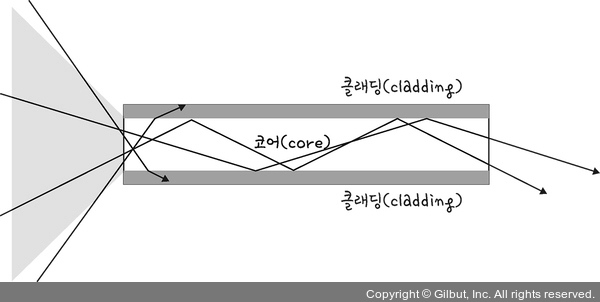 클래딩(cladding)
코어(core)
클래딩(cladding)
Copyright © Gilbut, Inc. All rights reserved.